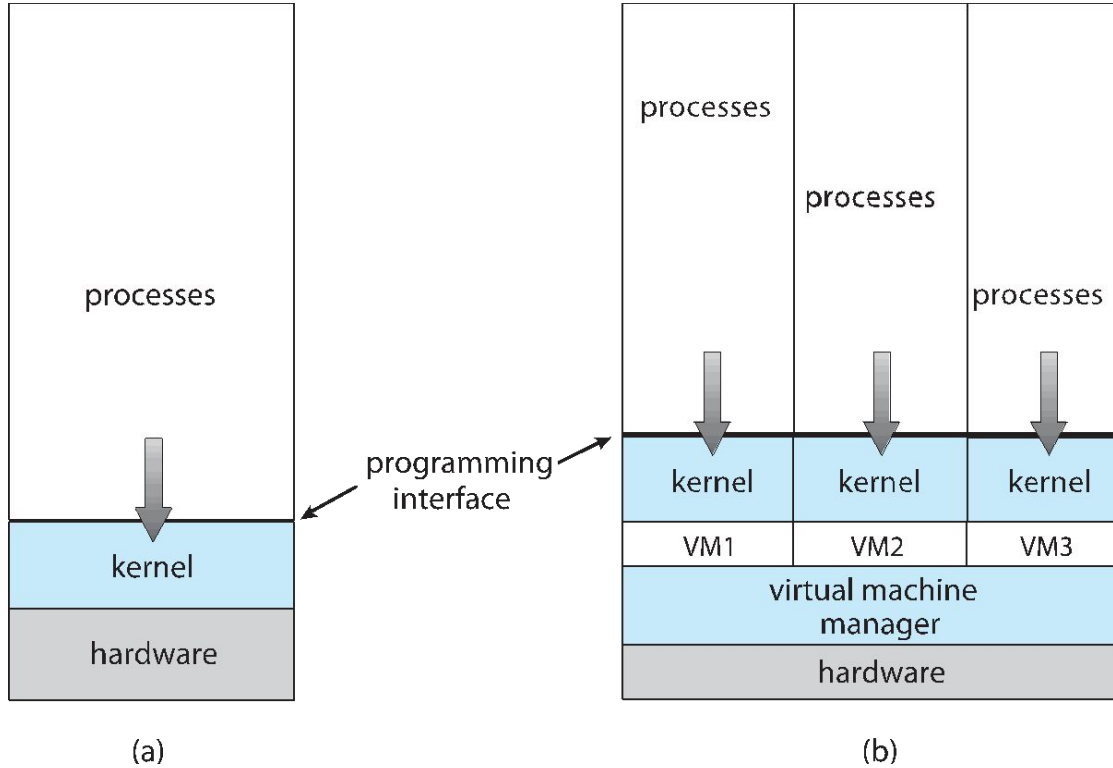 processes
kernel
hardware
(a)
programming
interface
processes
processes
processes
kernel
kernel
kernel
VM1
VM2
VM3
virtual machine
manager
hardware
(b)